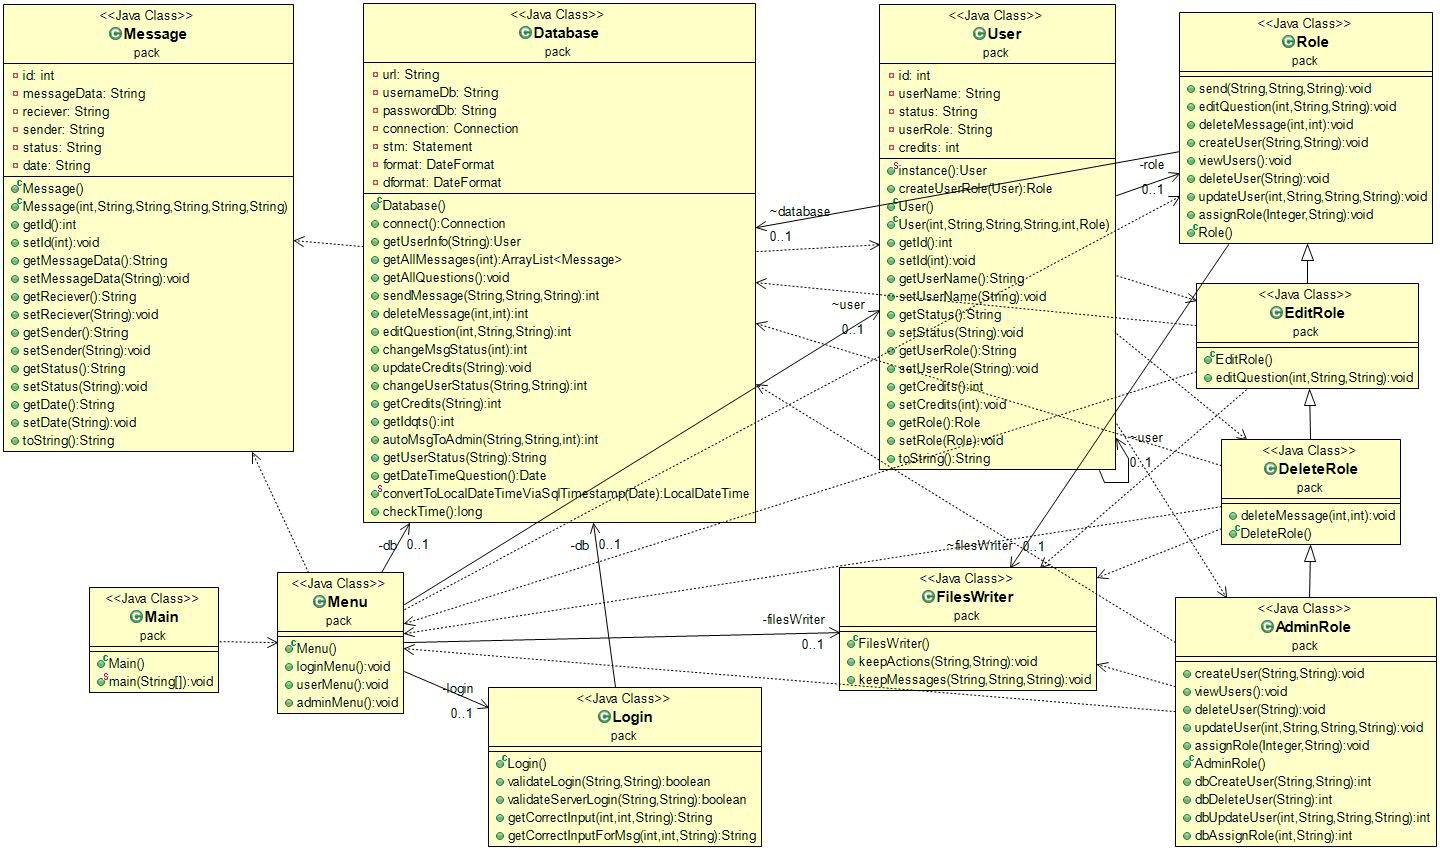 <<Java Class>>
Message
pack
id: int
messageData: String
reciever: String
sender: String
status: String
date: String
Message()
Message(int,String,String,String,String,String)
getId():int
setId(int):void
getMessageData():String
setMessageData(String):void
getReciever():String
setReciever(String):void
getSender():String
setSender(String):void
getStatus():String
setStatus(String):void
getDate():String
setDate(String):void
toString():String
<<Java Class>>
Database
pack
url: String
usernameDb: String
passwordDb: String
connection: Connection
stm: Statement
format: DateFormat
dformat: DateFormat
Database()
connect():Connection
getUserInfo(String):User
getAllMessages(int):ArrayList<Message>
getAllQuestions():void
sendMessage(String,String,String):int
deleteMessage(int,int):int
editQuestion(int,String,String):int
changeMsgStatus(int):int
updateCredits(String):void
changeUserStatus(String,String):int
getCredits(String):int
getIdqts():int
autoMsgToAdmin(String,String,int):int
getUserStatus(String):String
getDateTimeQuestion():Date
convertToLocalDateTimeViaSqlTimestamp(Date):LocalDateTime
checkTime():long
<<Java Class>>
User
pack
id: int
userName: String
status: String
userRole: String
credits: int
instance():User
createUserRole(User):Role
User()
User(int,String,String,String,int,Role)
getId():int
setId(int):void
getUserName():String
setUserName(String):void
getStatus():String
setStatus(String):void
getUserRole():String
setUserRole(String):void
getCredits():int
setCredits(int):void
getRole():Role
setRole(Role):void
toString():String
<<Java Class>>
Role
pack
send(String,String,String):void
editQuestion(int,String,String):void
deleteMessage(int,int):void
createUser(String,String):void
viewUsers():void
deleteUser(String):void
updateUser(int,String,String,String):void
assignRole(Integer,String):void
Role()
-role
0..1
~database
0..1
~user
0..1
<<Java Class>>
EditRole
pack
EditRole()
editQuestion(int,String,String):void
~user
0..1
<<Java Class>>
DeleteRole
pack
deleteMessage(int,int):void
DeleteRole()
-db 0..1
-db 0..1
~filesWriter 0..1
<<Java Class>>
Main
pack
Main()
main(String[]):void
<<Java Class>>
Menu
pack
Menu()
loginMenu():void
userMenu():void
adminMenu():void
-filesWriter
0..1
-login
0..1
<<Java Class>>
FilesWriter
pack
FilesWriter()
keepActions(String,String):void
keepMessages(String,String,String):void
<<Java Class>>
Login
pack
Login()
validateLogin(String,String):boolean
validateServerLogin(String,String):boolean
getCorrectInput(int,int,String):String
getCorrectInputForMsg(int,int,String):String
<<Java Class>>
AdminRole
pack
createUser(String,String):void
viewUsers():void
deleteUser(String):void
updateUser(int,String,String,String):void
assignRole(Integer,String):void
AdminRole()
dbCreateUser(String,String):int
dbDeleteUser(String):int
dbUpdateUser(int,String,String,String):int
dbAssignRole(int,String):int